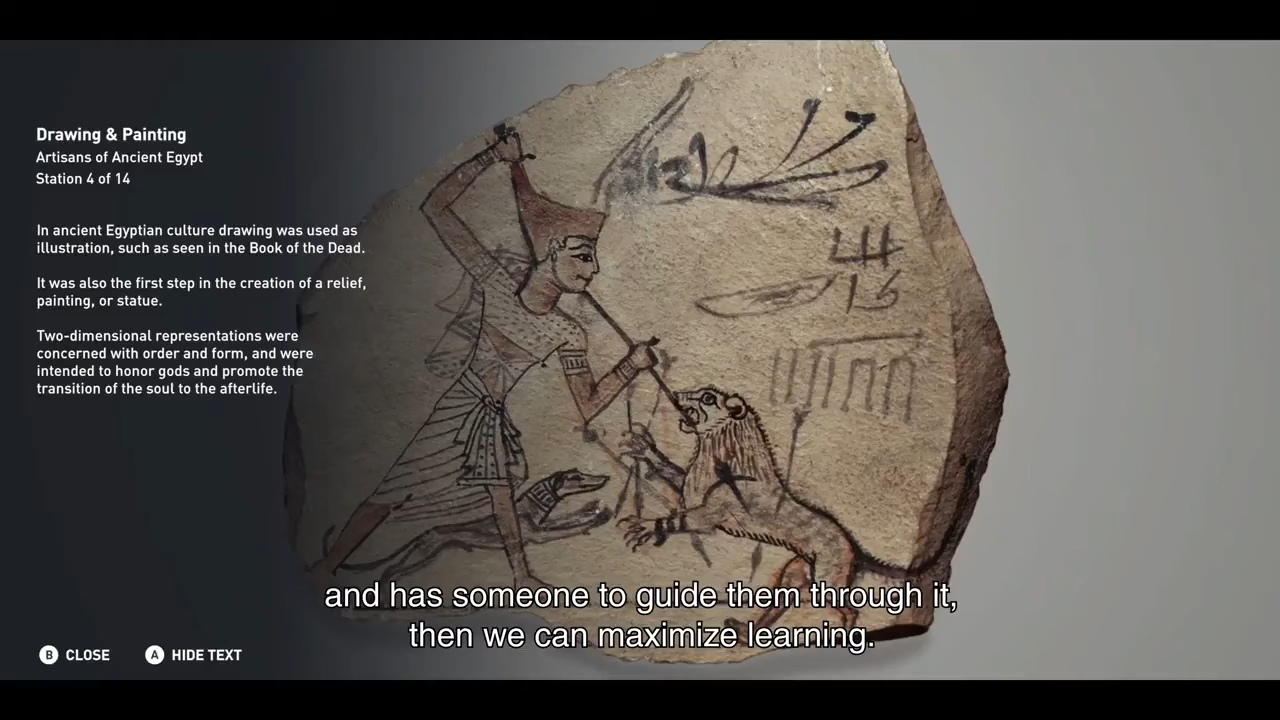 Drawing & Painting
Artisans of Ancient Egypt
Station 4 of 14
In ancient Egyptian culture drawing was used as
illustration, such as seen in the Book of the Dead.
It was also the first step in the creation of a relief,
painting, or statue.
Two-dimensional representations were
concerned with order and form, and were
intended to honor gods and promote the
transition of the soul to the afterlife.
and has someone to guide them through it,
then we can maximize learning.
B CLOSE A HIDE TEXT